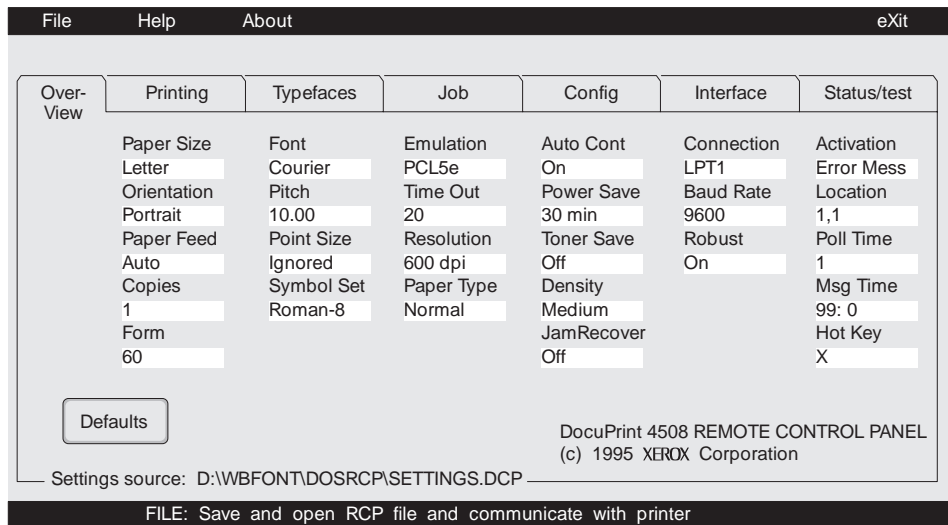 File Help About eXit
Over-View Printing Typefaces Job Config Interface Status/test
Paper Size Font Emulation Auto Cont Connection Activation
Letter Courier PCL5e On LPT1 Error Mess
Orientation Pitch Time Out Power Save Baud Rate Location
Portrait 10.00 20 30 min 9600 1,1
Paper Feed Point Size Resolution Toner Save Robust Poll Time
Auto Ignored 600 dpi Off On 1
Copies Symbol Set Paper Type Density Msg Time
1 Roman-8 Normal Medium 99: 0
Form JamRecover Hot Key
60 Off X
Defaults
DocuPrint 4508 REMOTE CONTROL PANEL
(c) 1995 XEROX Corporation
Settings source: D:\WBFONT\DOSRCP\SETTINGS.DCP
FILE: Save and open RCP file and communicate with printer